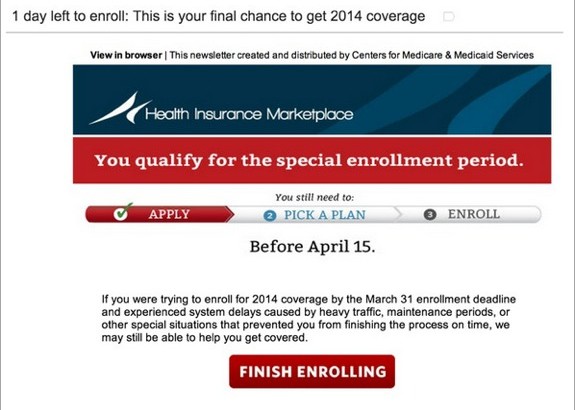 1 day left to enroll: This is your final chance to get 2014 coverage
View in browser | This newsletter created and distributed by Centers for Medicare & Medicaid Services
Health Insurance Marketplace
You qualify for the special enrollment period.
You still need to:
APPLY 2 PICK A PLAN 3 ENROLL
Before April 15.
If you were trying to enroll for 2014 coverage by the March 31 enrollment deadline
and experienced system delays caused by heavy traffic, maintenance periods, or
other special situations that prevented you from finishing the process on time, we
may still be able to help you get covered.
FINISH ENROLLING